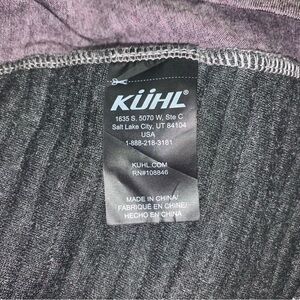 KÜHL®
1635 S. 5070 W, Ste C
Salt Lake City, UT 84104
USA
1-888-218-3161
KUHL.COM
RN#108846
MADE IN CHINA/
FABRIQUÉ EN CHINE/
HECHO EN CHINA